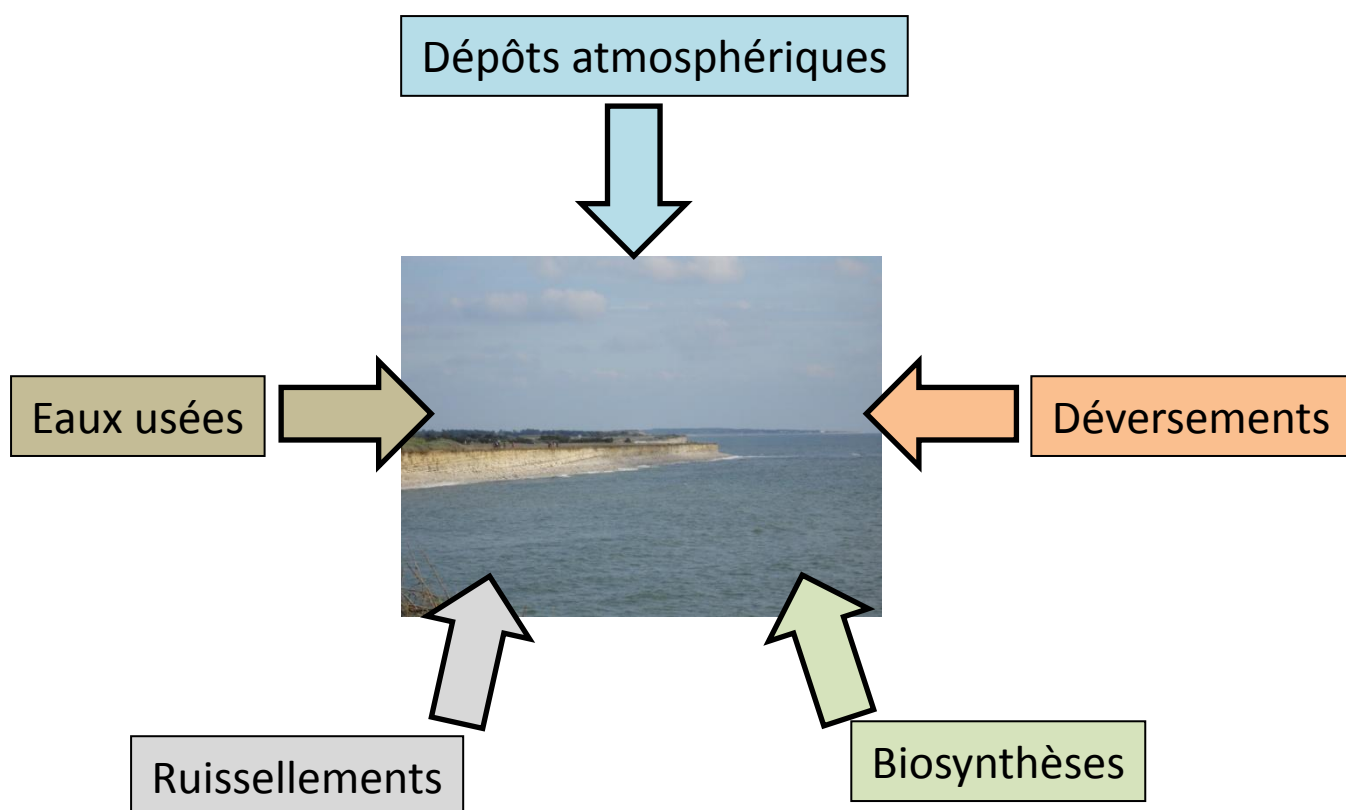 Dépôts atmosphériques
Eaux usées
Déversements
Ruissellements
Biosynthèses